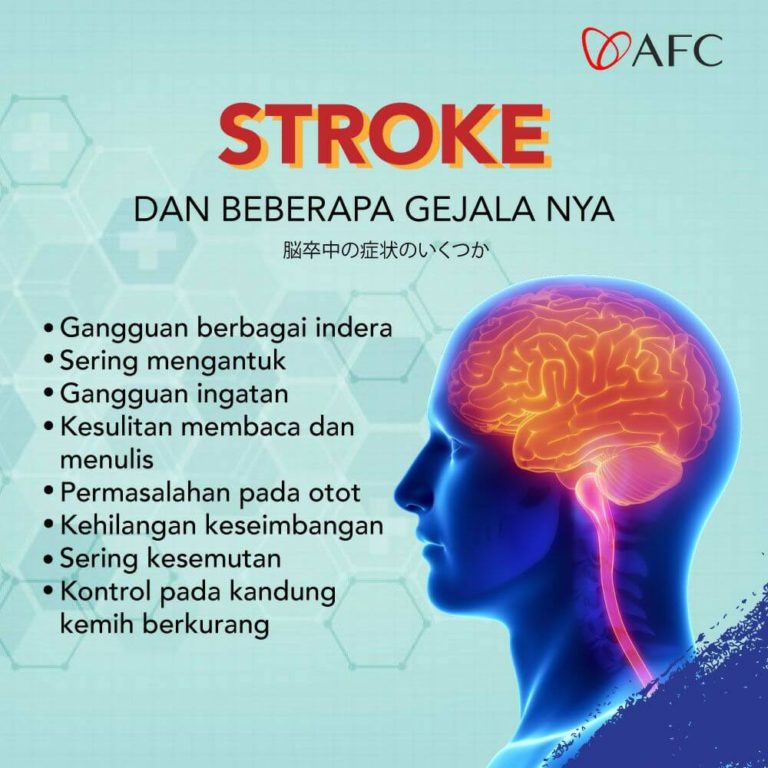 AFC
STROKE
DAN BEBERAPA GEJALA NYA
脳卒中の症状のいくつか
• Gangguan berbagai indera
• Sering mengantuk
• Gangguan ingatan
• Kesulitan membaca dan
menulis
• Permasalahan pada otot
• Kehilangan keseimbangan
• Sering kesemutan
• Kontrol pada kandung
kemih berkurang